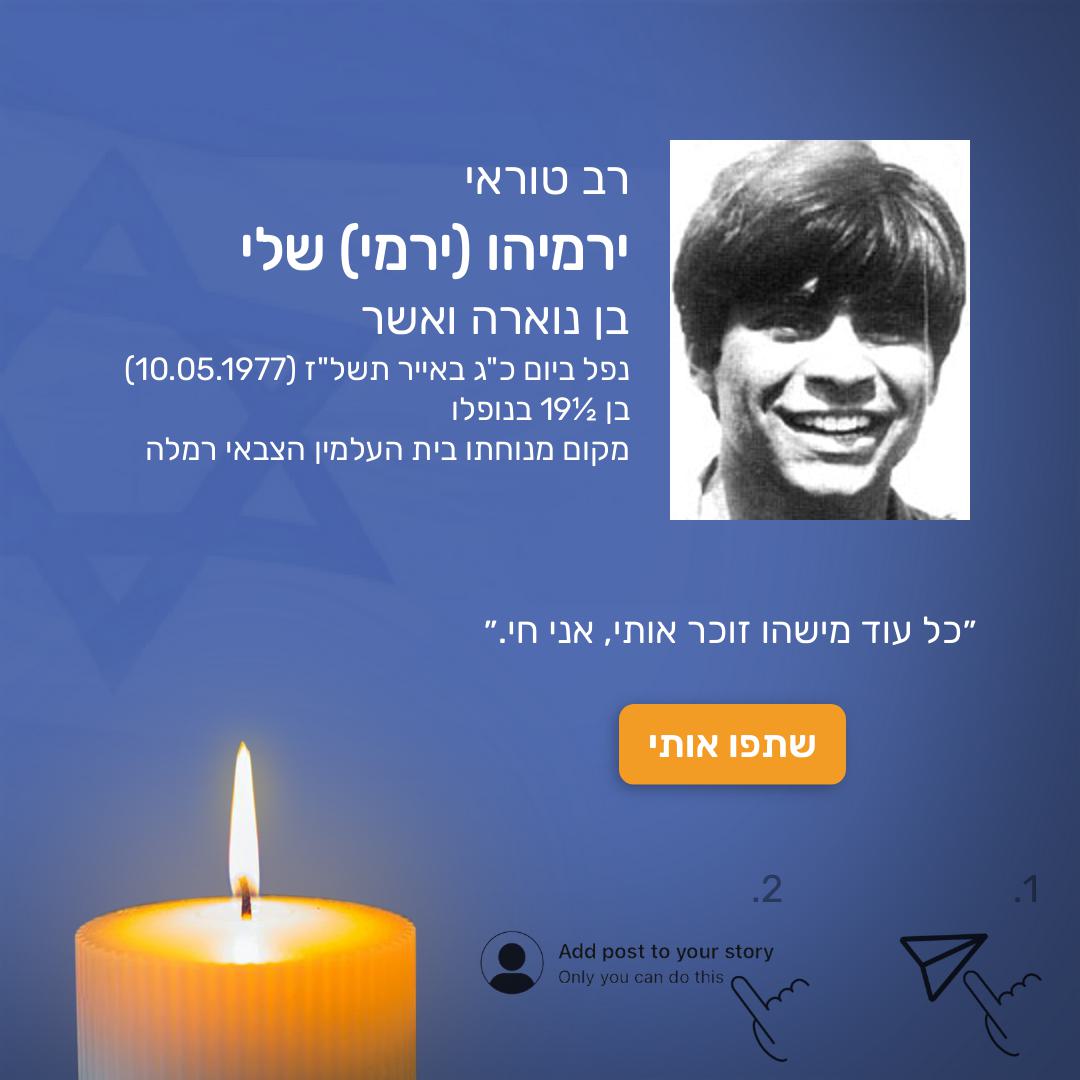 רב טוראי
ירמיהו (ירמי) שלי
בן נוארה ואשר
נפל ביום כ"ג באייר תשל"ז (10.05.1977)
בן 19½ בנופלו
מקום מנוחתו בית העלמין הצבאי רמלה
״כל עוד מישהו זוכר אותי, אני חי.״
שתפו אותי
1.
2.
Add post to your story
Only you can do this